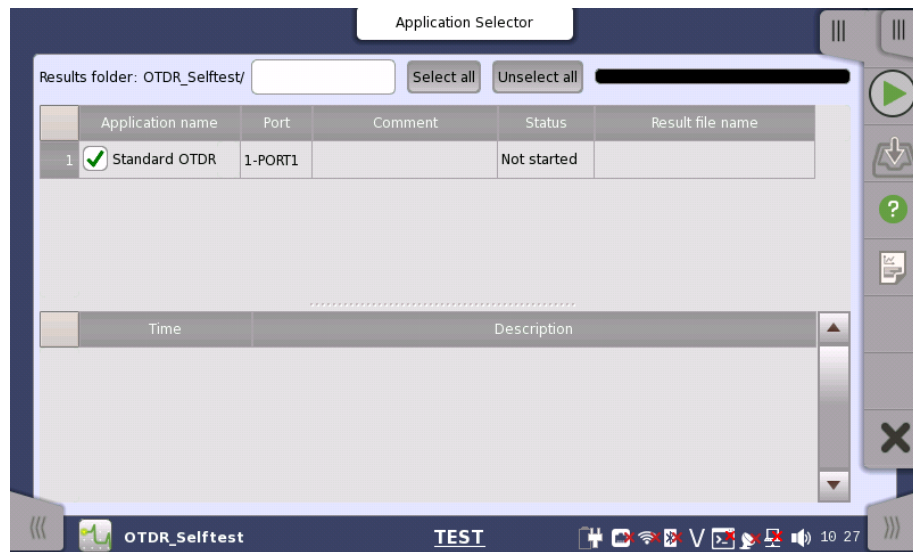 Application Selector
Results folder: OTDR_Selftest/ Select all Unselect all
Application name Port Comment Status Result file name
1 Standard OTDR 1-PORT1 Not started
Time Description
OTDR_Selftest TEST V 10 27